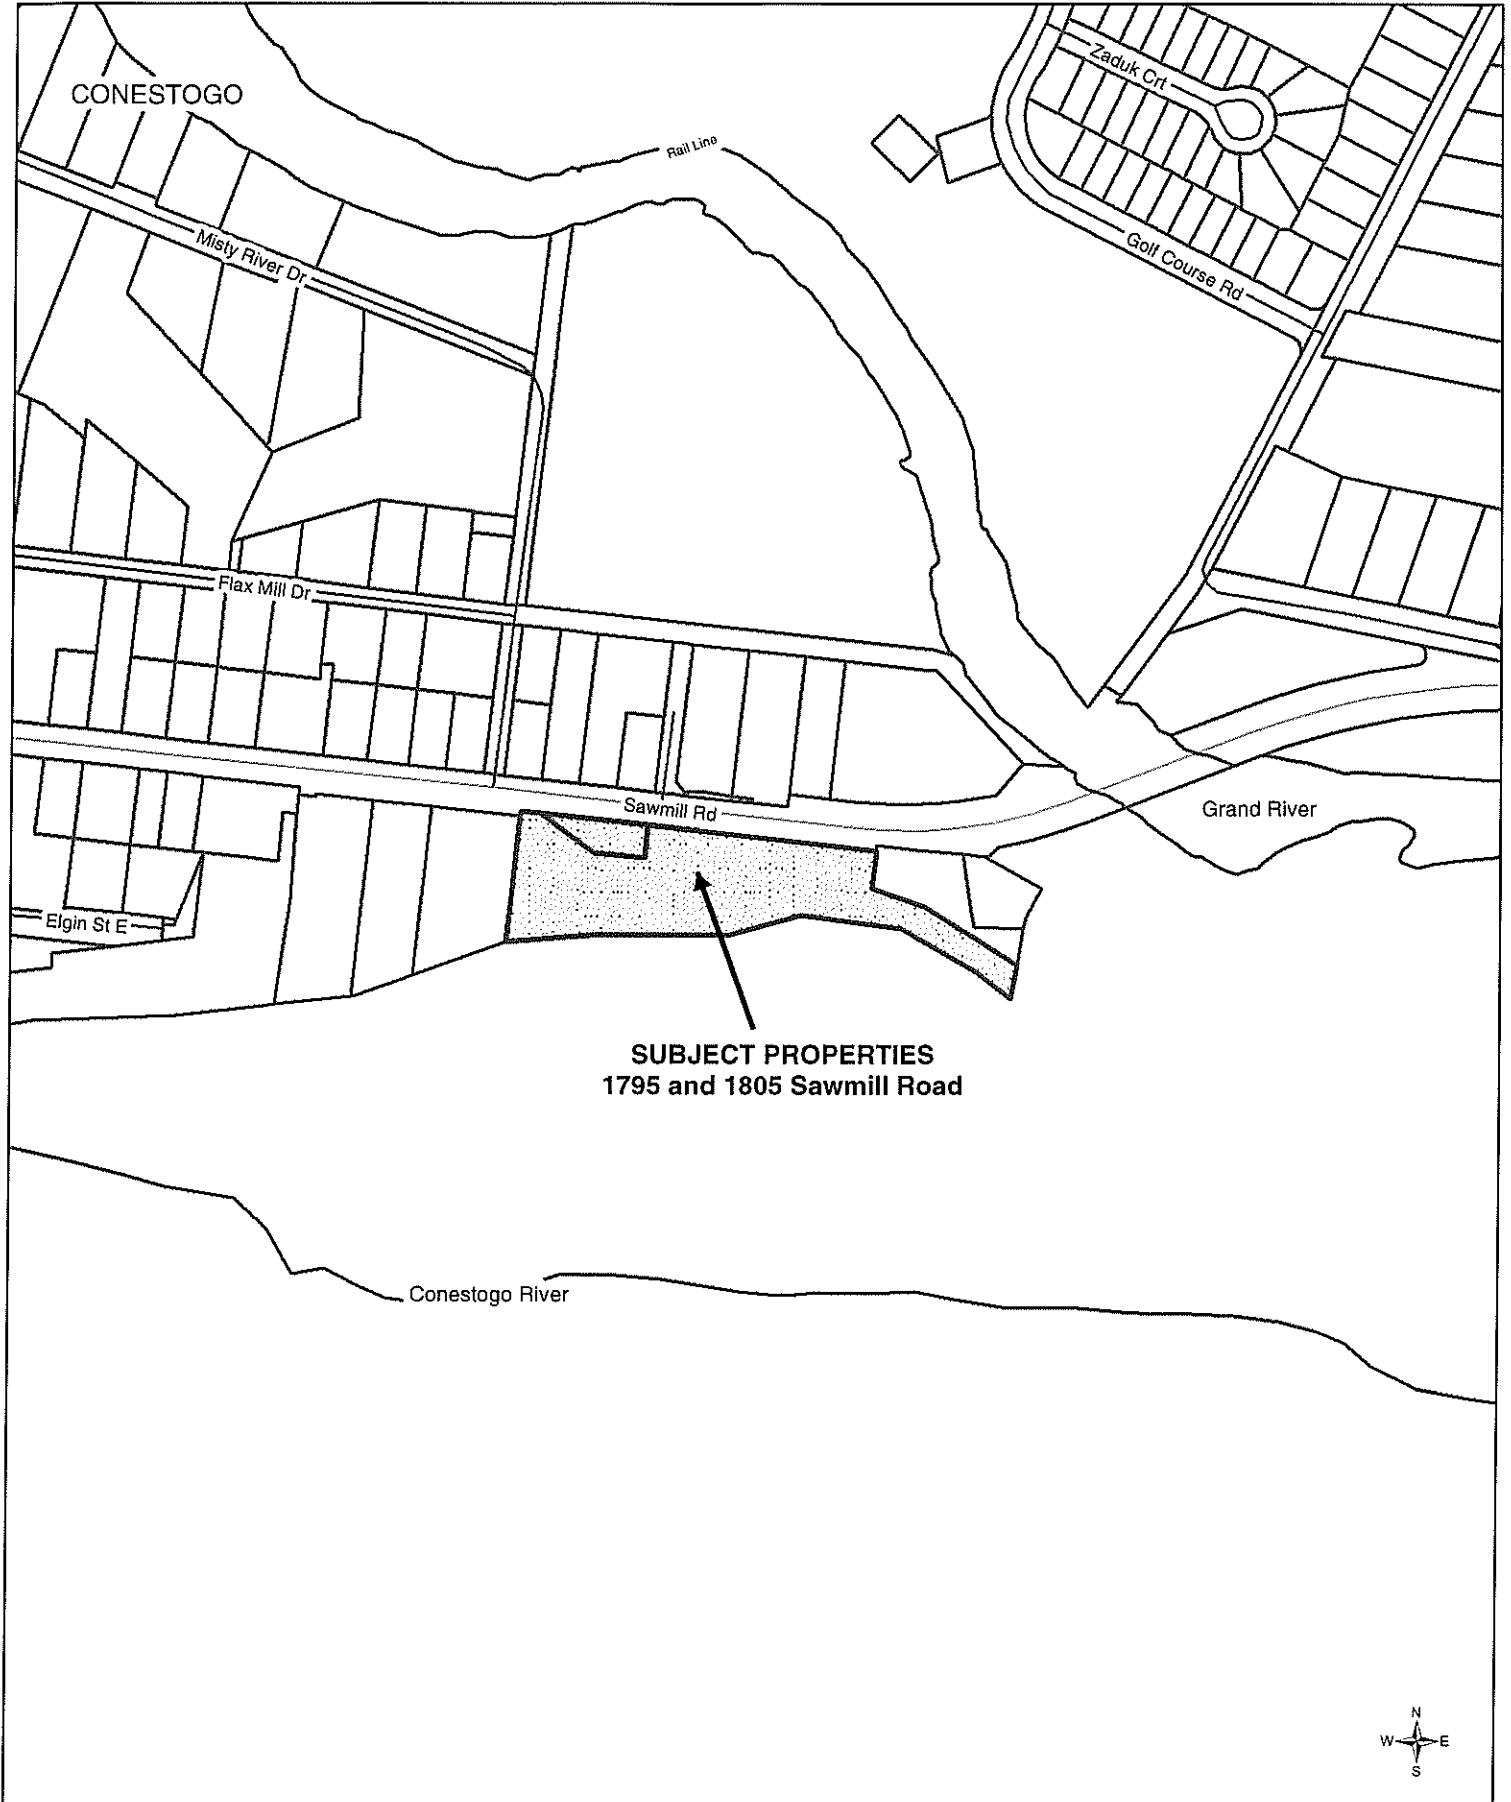 Zaduk Crt
CONESTOGO
Rail Line
Misty River Dr
Golf Course Rd
Flax Mill Dr
Sawmill Rd
Grand River
Elgin St E
SUBJECT PROPERTIES
1795 and 1805 Sawmill Road
Conestogo River
N
W E
S